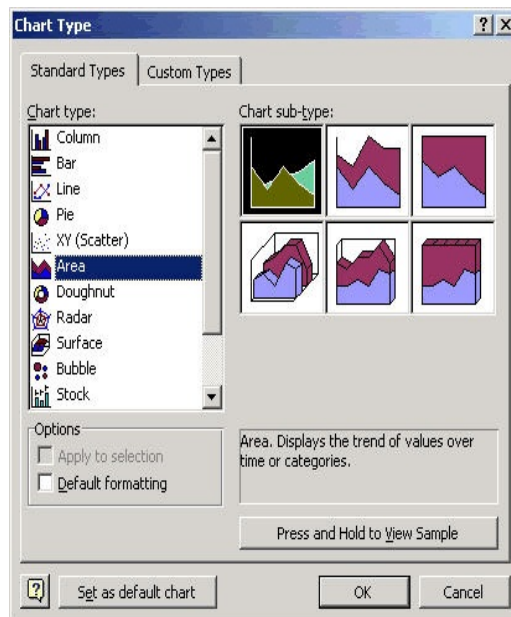 Chart Type
Standard Types
Custom Types
Chart type:
Column
Bar
Line
Pie
XY (Scatter)
Area
Doughnut
Radar
Surface
Bubble
Stock
Chart sub-type:
Options
Apply to selection
Default formatting
Area. Displays the trend of values over
time or categories.
Press and Hold to View Sample
Set as default chart
OK
Cancel